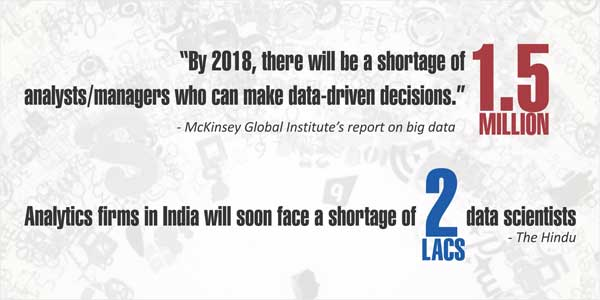 “By 2018, there will be a shortage of 1.5 MILLION
analysts/managers who can make data-driven decisions.”
- McKinsey Global Institute’s report on big data
Analytics firms in India will soon face a shortage of 2 LACS data scientists
- The Hindu